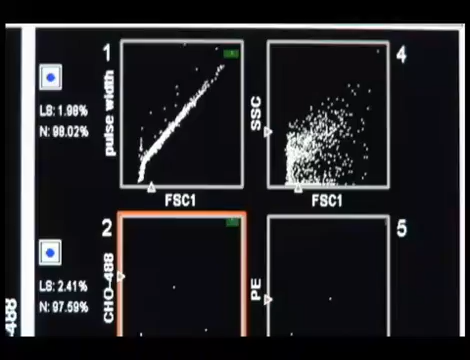 1
4
pulse width
SSC
LS: 1.98%
N: 98.02%
FSC1
FSC1
2
5
CHO-488
PE
LS: 2.41%
N: 97.59%
488